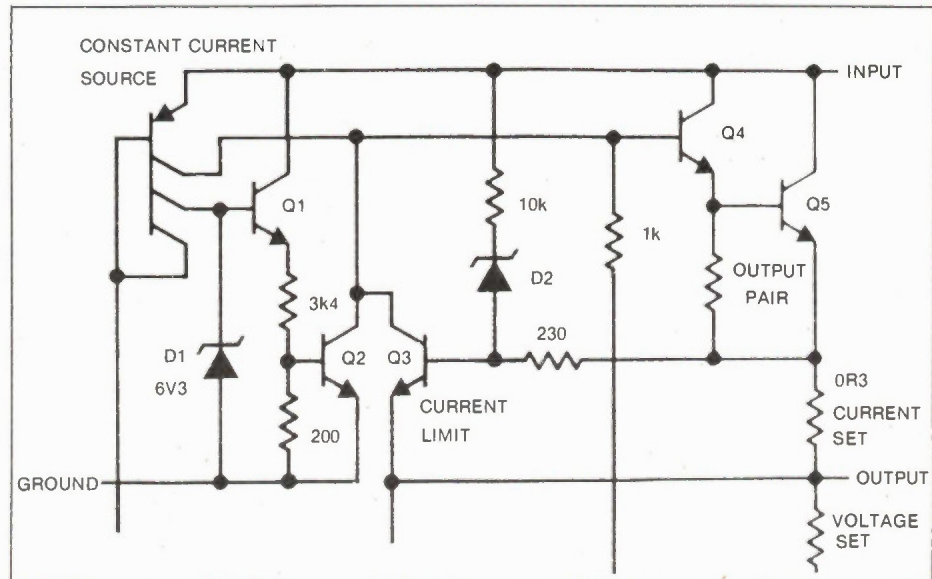 CONSTANT CURRENT
SOURCE
INPUT
Q4
Q1
10k
Q5
1k
D2
OUTPUT
PAIR
3k4
D1
6V3
Q2
Q3
230
0R3
CURRENT
SET
CURRENT
LIMIT
200
GROUND
OUTPUT
VOLTAGE
SET